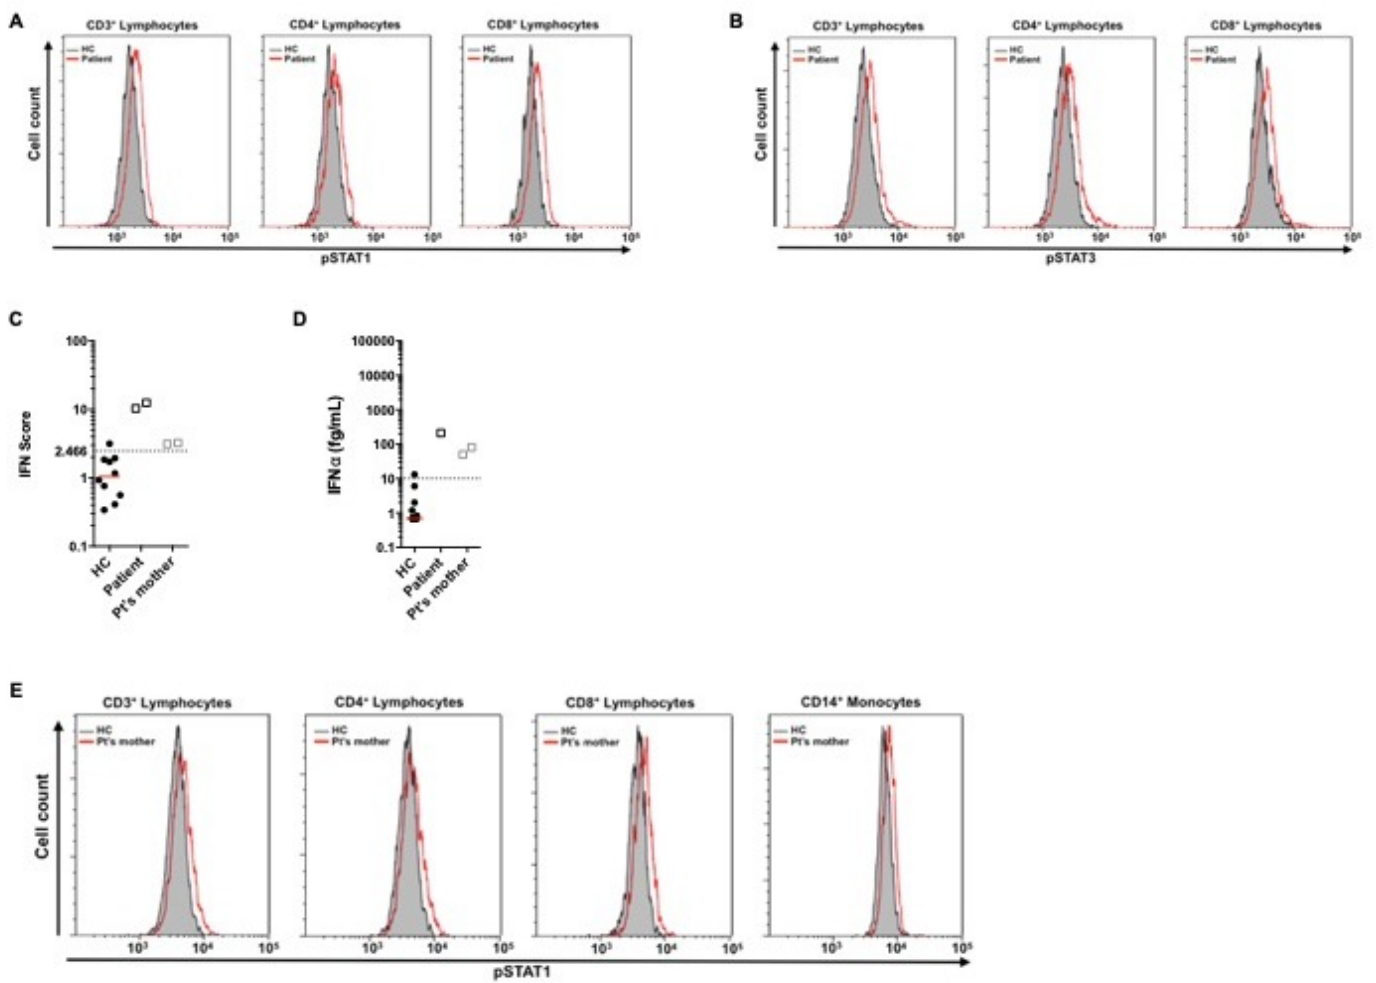 A
CD3+ Lymphocytes
CD4+ Lymphocytes
CD8+ Lymphocytes
HC
Patient
HC
Patient
HC
Patient
Cell count
10³ 10⁴ 10⁵
10³ 10⁴ 10⁵
10³ 10⁴ 10⁵
pSTAT1
B
CD3+ Lymphocytes
CD4+ Lymphocytes
CD8+ Lymphocytes
HC
Patient
HC
Patient
HC
Patient
Cell count
10³ 10⁴ 10⁵
10³ 10⁴ 10⁵
10³ 10⁴ 10⁵
pSTAT3
C
IFN Score
100
10
2.466
1
0.1
HC
Patient
Pt's mother
D
IFNα (fg/mL)
100000
10000
1000
100
10
1
0.1
HC
Patient
Pt's mother
E
CD3+ Lymphocytes
CD4+ Lymphocytes
CD8+ Lymphocytes
CD14+ Monocytes
HC
Pt's mother
HC
Pt's mother
HC
Pt's mother
HC
Pt's mother
Cell count
10³ 10⁴ 10⁵
10³ 10⁴ 10⁵
10³ 10⁴ 10⁵
10³ 10⁴ 10⁵
pSTAT1